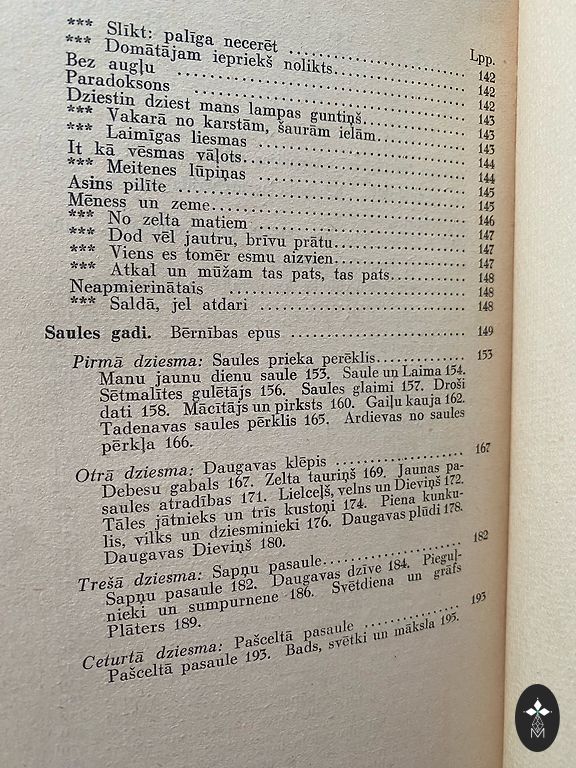 Lpp.
*** Slīkt: palīga necerēt .......... 142
*** Domātājam iepriekš nolikts .......... 142
Bez augļu .......... 142
Paradoksons .......... 143
Dziestin dziest mans lampas guntiņš .......... 143
*** Vakarā no karstām, šaurām ielām .......... 143
*** Laimīgas liesmas .......... 144
It kā vēsmas vāļots .......... 144
*** Meitenes lūpiņas .......... 145
Asins pilīte .......... 145
Mēness un zeme .......... 146
*** No zelta matiem .......... 147
*** Dod vēl jautru, brīvu prātu .......... 147
*** Viens es tomēr esmu aizvien .......... 148
*** Atkal un mūžam tas pats, tas pats .......... 148
Neapmierinātais .......... 148
*** Saldā, jel atdari ..........
Saules gadi. Bērnības epus .......... 149
Pirmā dziesma: Saules prieka perēklis .......... 153
Manu jaunu dienu saule 153. Saule un Laima 154.
Sētmalītes gulētājs 156. Saules glaimi 157. Droši
dati 158. Mācītājs un pirksts 160. Gaiļu kauja 162.
Tadenavas saules pērklis 165. Ardievas no saules
pērkļa 166.
Otrā dziesma: Daugavas klēpis .......... 167
Debesu gabals 167. Zelta tauriņš 169. Jaunas pa-
saules atradības 171. Lielceļš, velns un Dieviņš 172.
Tāles jātnieks un trīs kustoņi 174. Piena kunku-
lis, vilks un dziesminieki 176. Daugavas plūdi 178.
Daugavas Dieviņš 180.
Trešā dziesma: Sapņu pasaule .......... 182
Sapņu pasaule 182. Daugavas dzīve 184. Pieguļ-
nieki un sumpurnene 186. Svētdiena un grāfs
Plāters 189.
Ceturtā dziesma: Pašceltā pasaule .......... 193
Pašceltā pasaule 193. Bads, svētki un māksla 195.
M